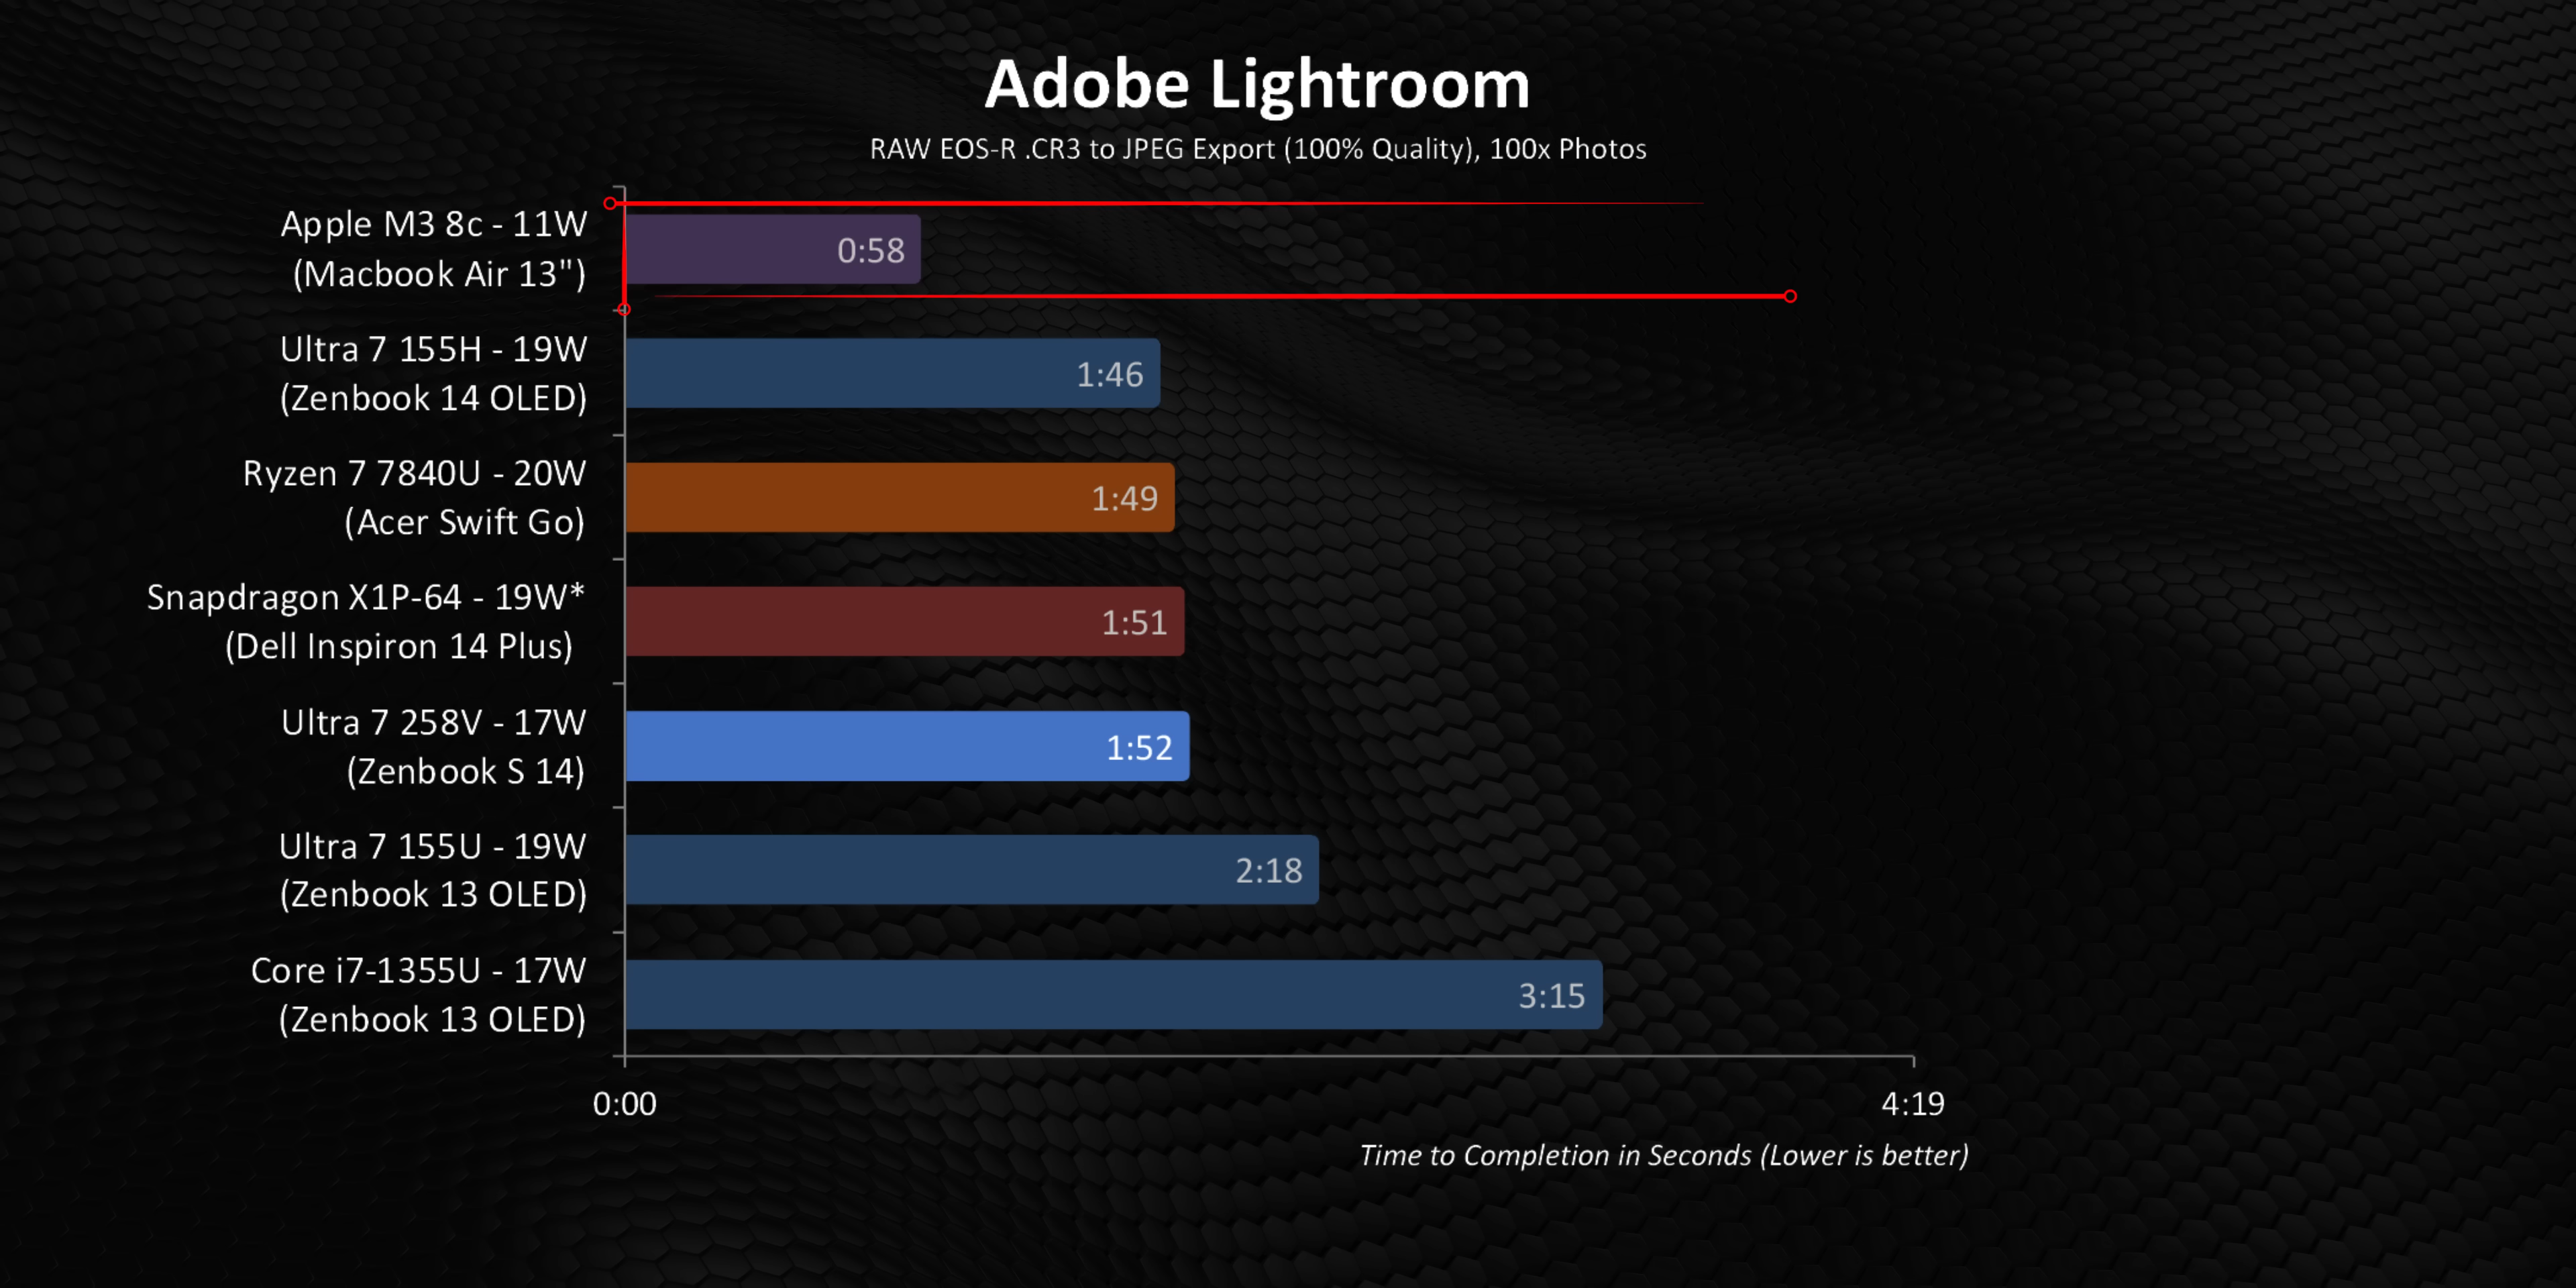 Adobe Lightroom
RAW EOS-R .CR3 to JPEG Export (100% Quality), 100x Photos
Apple M3 8c - 11W
(Macbook Air 13")
0:58
Ultra 7 155H - 19W
(Zenbook 14 OLED)
1:46
Ryzen 7 7840U - 20W
(Acer Swift Go)
1:49
Snapdragon X1P-64 - 19W*
(Dell Inspiron 14 Plus)
1:51
Ultra 7 258V - 17W
(Zenbook S 14)
1:52
Ultra 7 155U - 19W
(Zenbook 13 OLED)
2:18
Core i7-1355U - 17W
(Zenbook 13 OLED)
3:15
0:00 4:19
Time to Completion in Seconds (Lower is better)